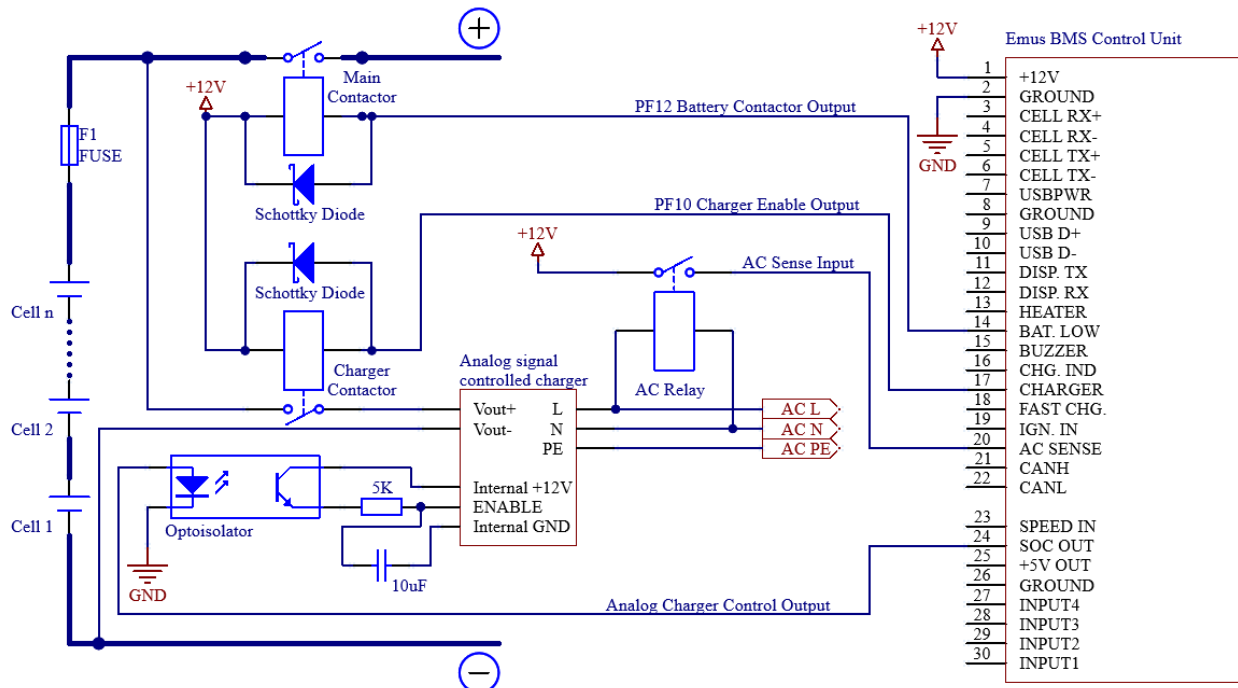 +
Emus BMS Control Unit
+12V
Main
Contactor
+12V
PF12 Battery Contactor Output
F1
FUSE
GND
Schottky Diode
PF10 Charger Enable Output
+12V
AC Sense Input
Schottky Diode
Cell n
Charger
Contactor
Analog signal
controlled charger
AC Relay
Vout+ L
Vout- N
PE
Internal +12V
ENABLE
Internal GND
AC L
AC N
AC PE
Cell 2
Cell 1
Optoisolator
5K
10uF
GND
Analog Charger Control Output
−
1 +12V
2 GROUND
3 CELL RX+
4 CELL RX-
5 CELL TX+
6 CELL TX-
7 USBPWR
8 GROUND
9 USB D+
10 USB D-
11 DISP. TX
12 DISP. RX
13 HEATER
14 BAT. LOW
15 BUZZER
16 CHG. IND
17 CHARGER
18 FAST CHG.
19 IGN. IN
20 AC SENSE
21 CANH
22 CANL
23 SPEED IN
24 SOC OUT
25 +5V OUT
26 GROUND
27 INPUT4
28 INPUT3
29 INPUT2
30 INPUT1